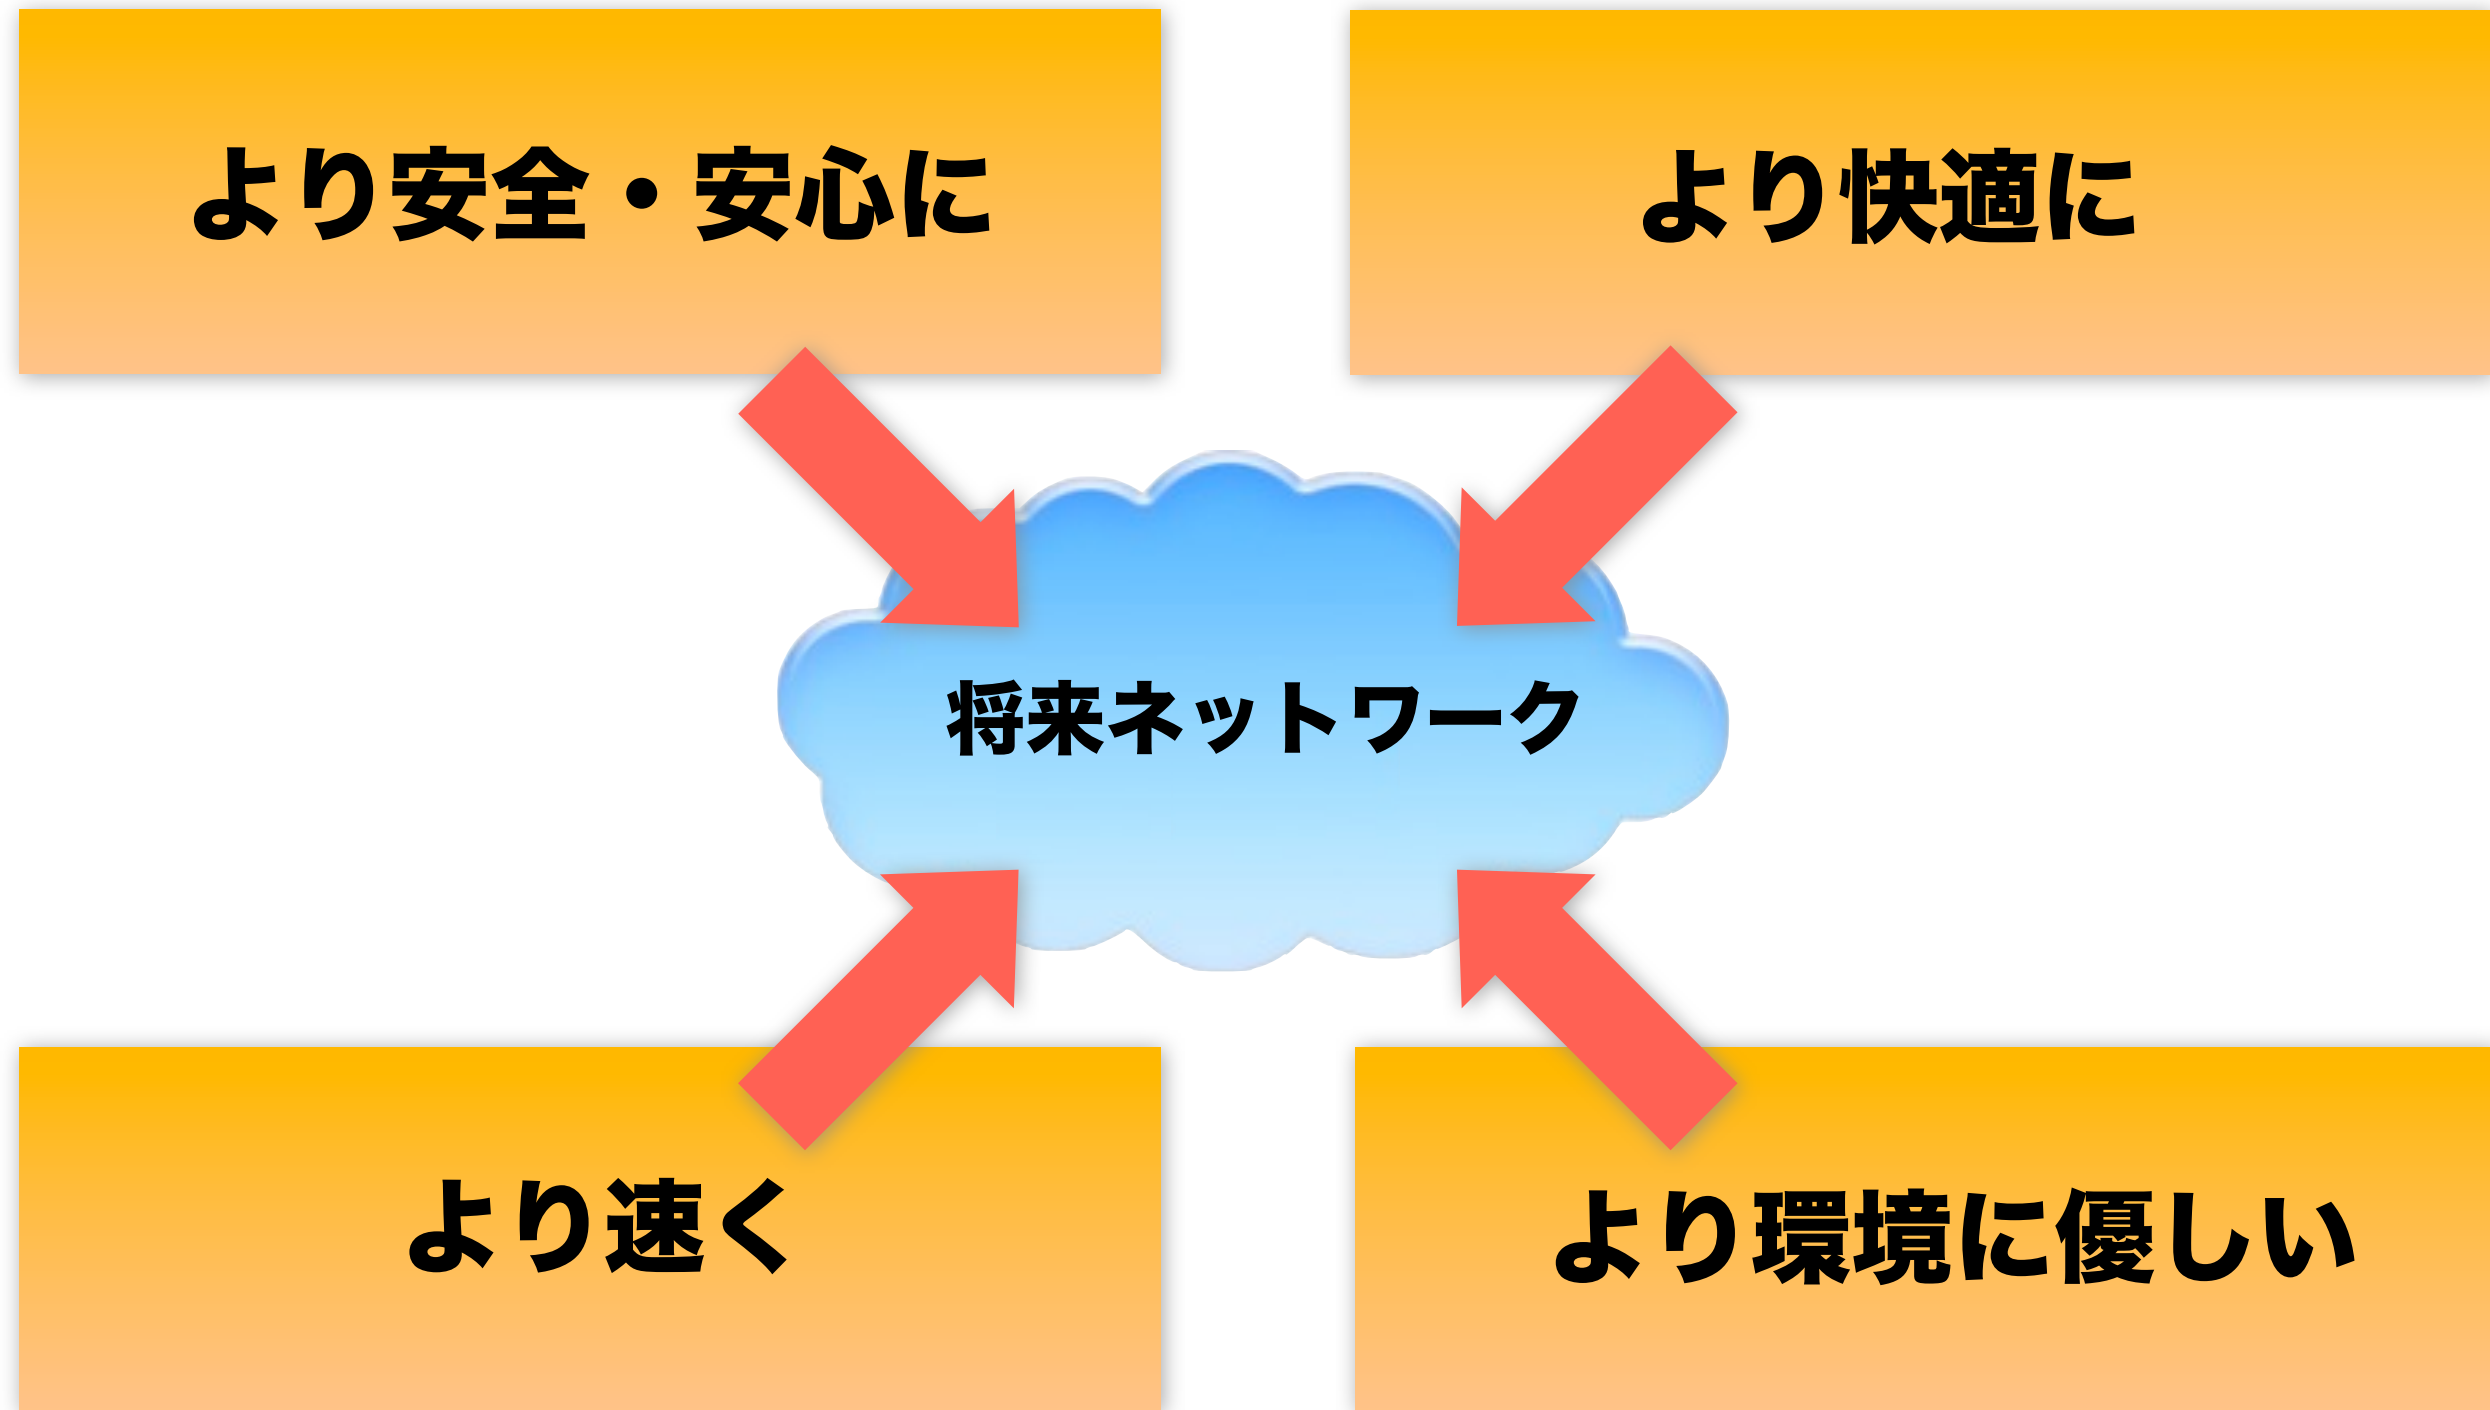 より安全・安心に
より快適に
将来ネットワーク
より速く
より環境に優しい